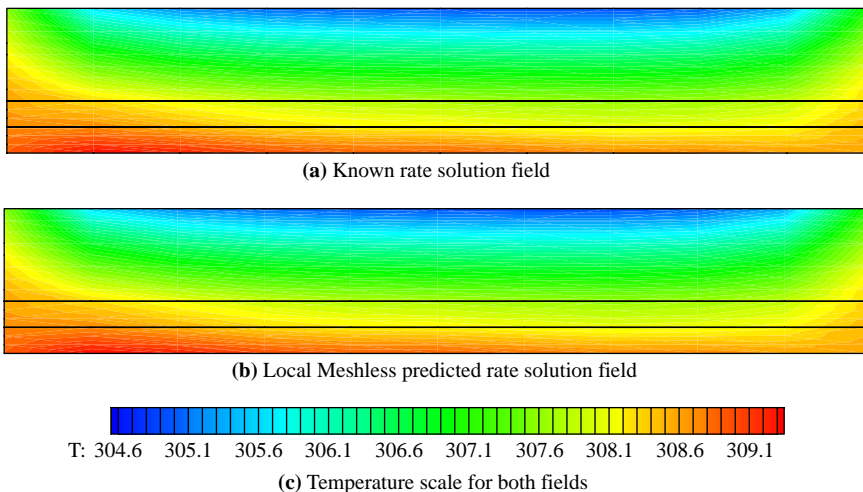 (a) Known rate solution field
(b) Local Meshless predicted rate solution field
T: 304.6 305.1 305.6 306.1 306.6 307.1 307.6 308.1 308.6 309.1
(c) Temperature scale for both fields